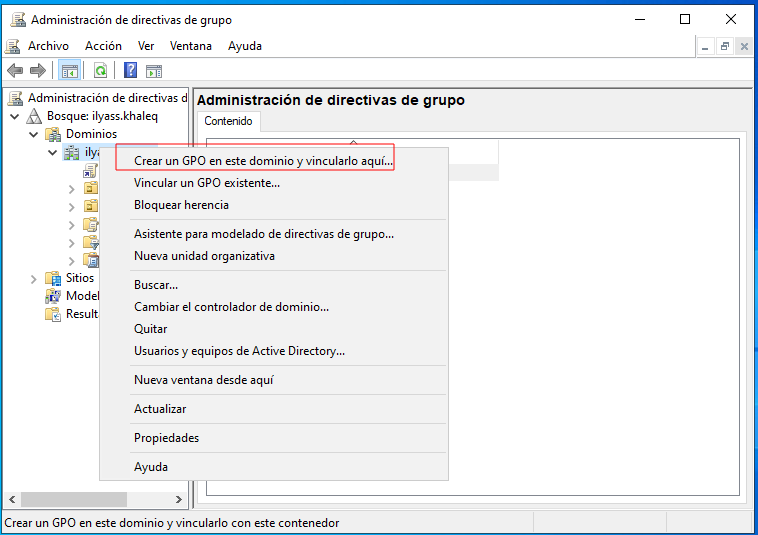 Administración de directivas de grupo
Archivo Acción Ver Ventana Ayuda
Administración de directivas d
Bosque: ilyass.khaleq
Dominios
ilyas
Sitios
Model
Result
Administración de directivas de grupo
Contenido
Crear un GPO en este dominio y vincularlo aquí...
Vincular un GPO existente...
Bloquear herencia
Asistente para modelado de directivas de grupo...
Nueva unidad organizativa
Buscar...
Cambiar el controlador de dominio...
Quitar
Usuarios y equipos de Active Directory...
Nueva ventana desde aquí
Actualizar
Propiedades
Ayuda
Crear un GPO en este dominio y vincularlo con este contenedor